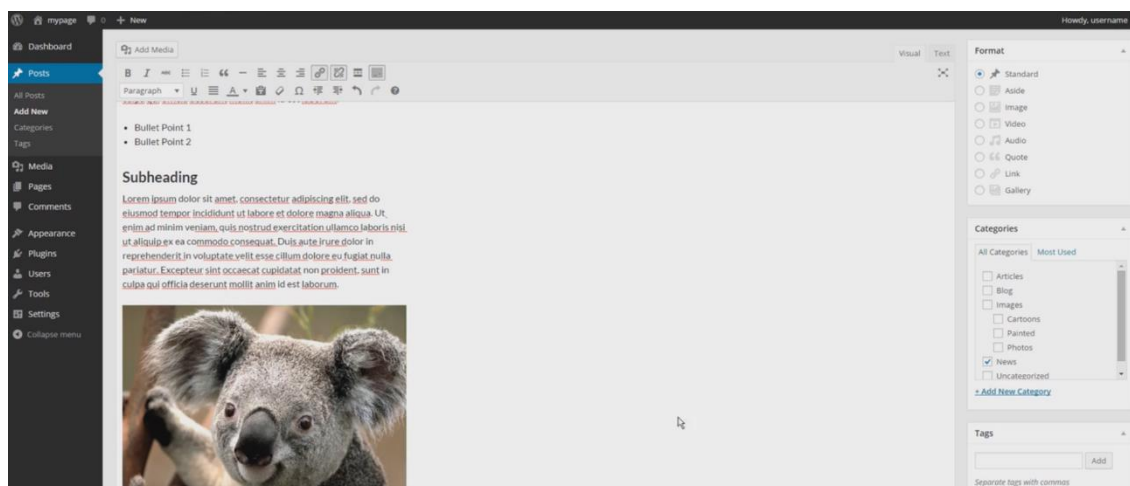 mypage 0 + New Howdy, username
Dashboard
Posts
All Posts
Add New
Categories
Tags
Media
Pages
Comments
Appearance
Plugins
Users
Tools
Settings
Collapse menu
Add Media
Visual Text
B I ABC
Paragraph U A Ω
• Bullet Point 1
• Bullet Point 2
Subheading
Lorem ipsum dolor sit amet, consectetur adipiscing elit, sed do
eiusmod tempor incididunt ut labore et dolore magna aliqua. Ut
enim ad minim veniam, quis nostrud exercitation ullamco laboris nisi
ut aliquip ex ea commodo consequat. Duis aute irure dolor in
reprehenderit in voluptate velit esse cillum dolore eu fugiat nulla
pariatur. Excepteur sint occaecat cupidatat non proident, sunt in
culpa qui officia deserunt mollit anim id est laborum.
Format
Standard
Aside
Image
Video
Audio
Quote
Link
Gallery
Categories
All Categories Most Used
Articles
Blog
Images
Cartoons
Painted
Photos
News
Uncategorized
+ Add New Category
Tags
Add
Separate tags with commas